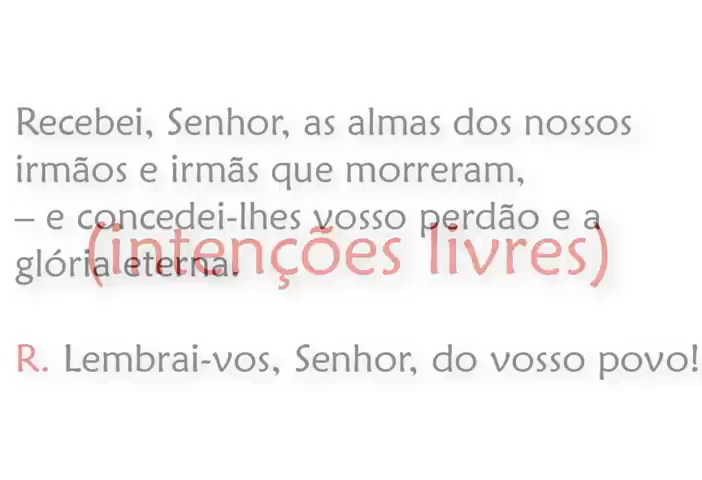 Recebei, Senhor, as almas dos nossos
irmãos e irmãs que morreram,
– e concedei-lhes vosso perdão e a
glória eterna.
(intenções livres)
R. Lembrai-vos, Senhor, do vosso povo!